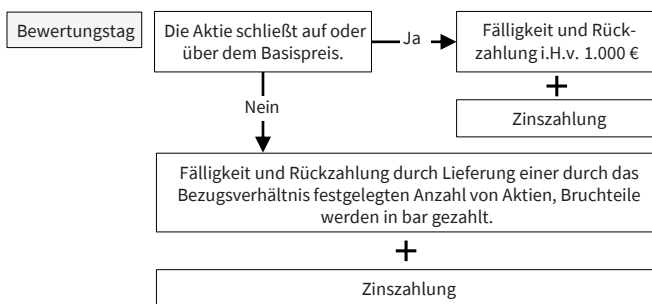 Bewertungstag
Die Aktie schließt auf oder
über dem Basispreis.
Ja
Fälligkeit und Rück-
zahlung i.H.v. 1.000 €
+
Zinszahlung
Nein
Fälligkeit und Rückzahlung durch Lieferung einer durch das
Bezugsverhältnis festgelegten Anzahl von Aktien, Bruchteile
werden in bar gezahlt.
+
Zinszahlung